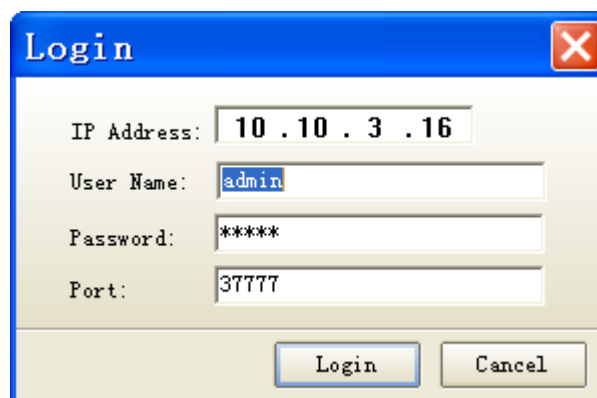 Login
IP Address: 10 .10 . 3 .16
User Name: admin
Password: *****
Port: 37777
Login Cancel